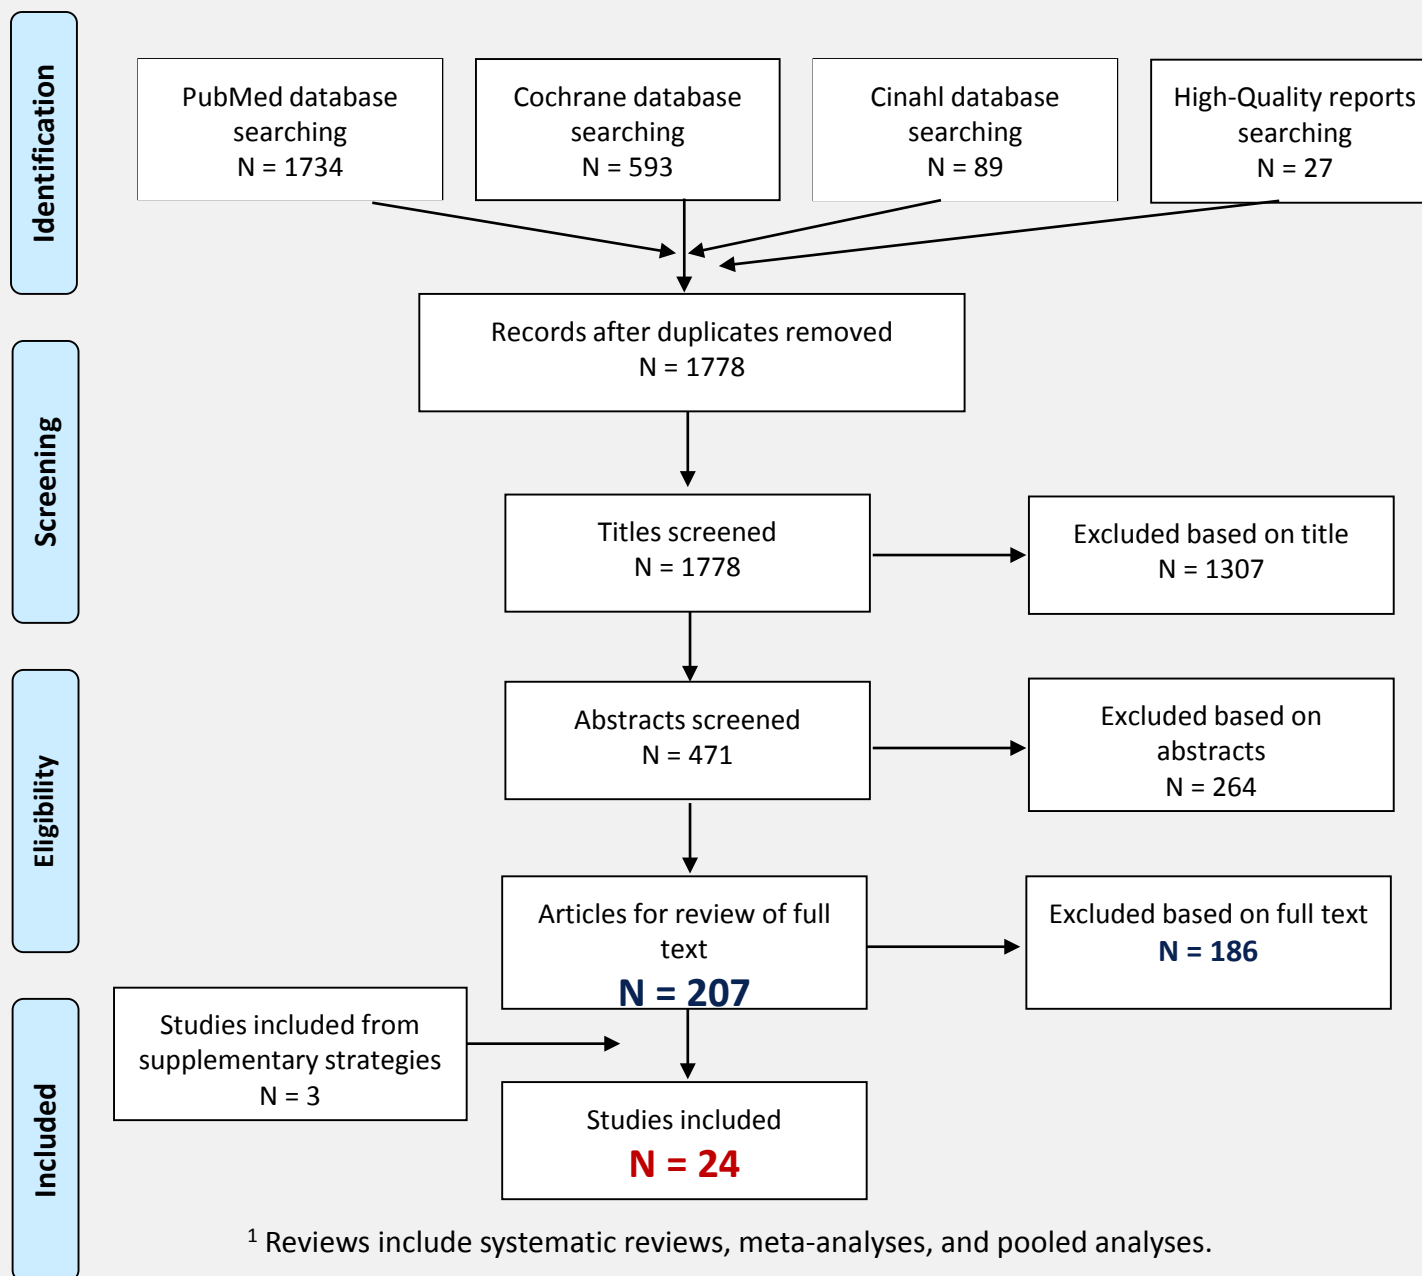 Identification
PubMed database
searching
N = 1734
Cochrane database
searching
N = 593
Cinahl database
searching
N = 89
High-Quality reports
searching
N = 27
Records after duplicates removed
N = 1778
Screening
Titles screened
N = 1778
Excluded based on title
N = 1307
Eligibility
Abstracts screened
N = 471
Excluded based on
abstracts
N = 264
Articles for review of full
text
N = 207
Excluded based on full text
N = 186
Included
Studies included from
supplementary strategies
N = 3
Studies included
N = 24
¹ Reviews include systematic reviews, meta-analyses, and pooled analyses.